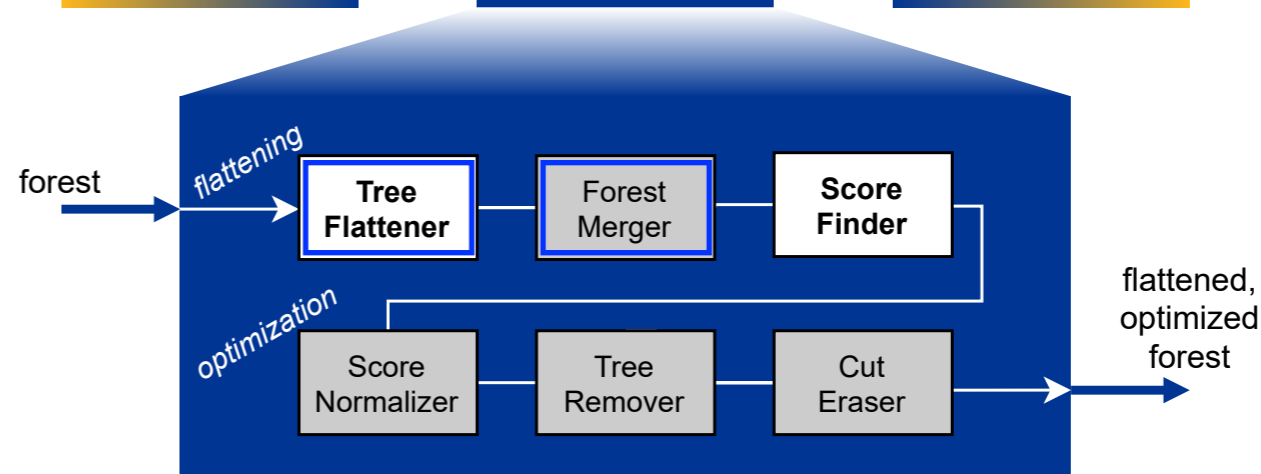 forest
flattening
Tree
Flattener
Forest
Merger
Score
Finder
optimization
Score
Normalizer
Tree
Remover
Cut
Eraser
flattened,
optimized
forest